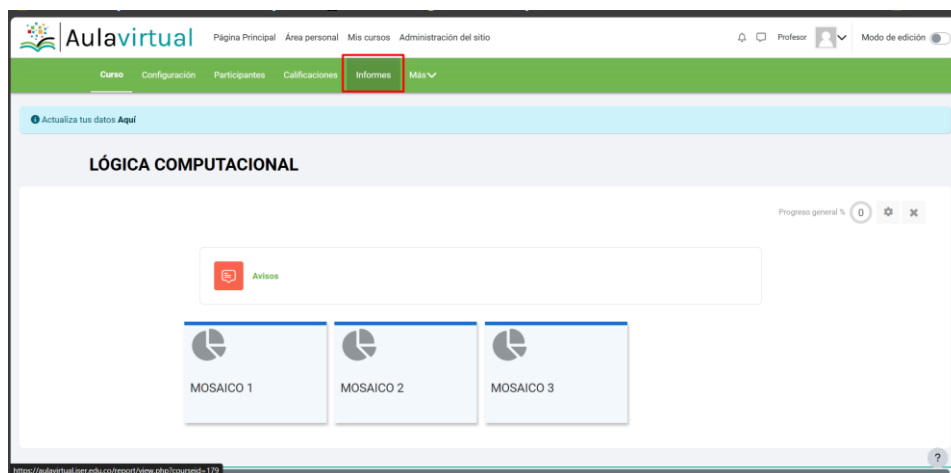 Aulavirtual Página Principal Área personal Mis cursos Administración del sitio Profesor Modo de edición
Curso Configuración Participantes Calificaciones Informes Más
Actualiza tus datos Aquí
LÓGICA COMPUTACIONAL
Progreso general % 0
Avisos
MOSAICO 1 MOSAICO 2 MOSAICO 3
?
https://aulavirtual.iser.edu.co/report/view.php?courseid=179